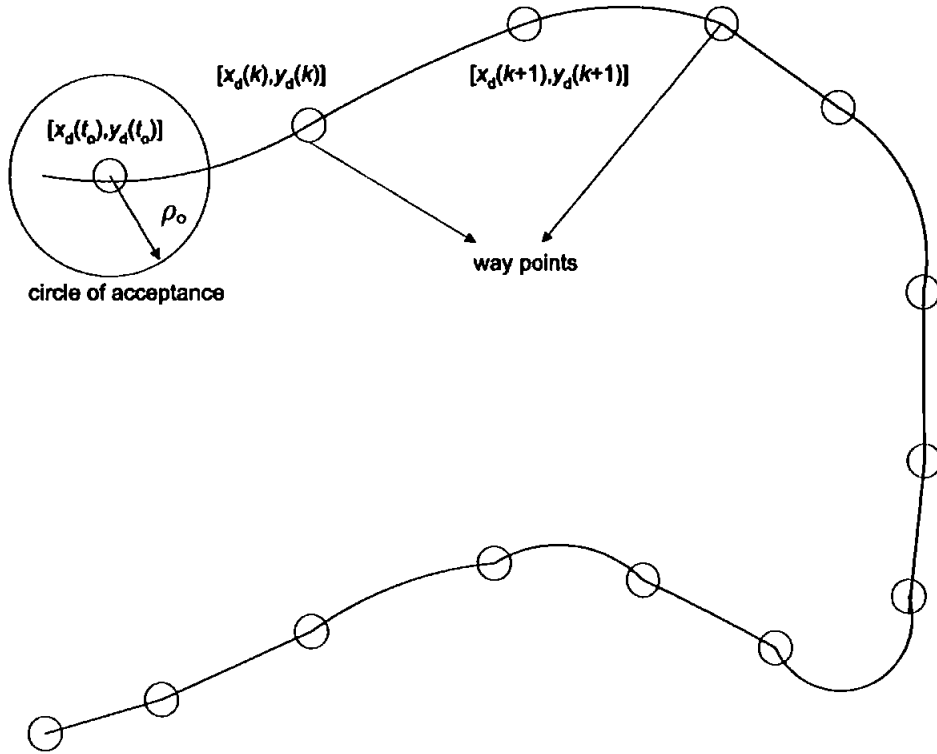 [x_d(k),y_d(k)]
[x_d(k+1),y_d(k+1)]
[x_d(t_o),y_d(t_o)]
ρ_o
way points
circle of acceptance